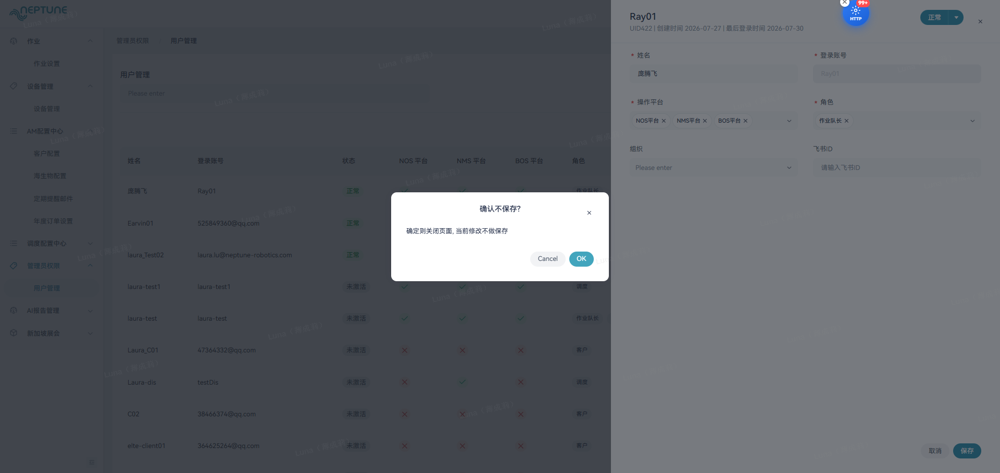 NEPTUNE
作业
作业设置
设备管理
设备管理
AM配置中心
客户配置
海生物配置
定期提醒邮件
年度订单设置
调度配置中心
管理员权限
用户管理
AI报告管理
新加坡展会
管理员权限
用户管理
用户管理
Please enter
姓名 登录账号 状态 NOS 平台 NMS 平台 BOS 平台 角色
庞腾飞 Ray01 正常 作业队长
Earvin01 525849360@qq.com 正常
laura_Test02 laura.lu@neptune-robotics.com 正常
laura-test1 laura-test1 未激活 调度
laura-test laura-test 未激活 作业队长
Laura_C01 47364332@qq.com 未激活 客户
Laura-dis testDis 未激活 调度
C02 38466374@qq.com 未激活 客户
elte-client01 364625264@qq.com 未激活 客户
确认不保存?
确定则关闭页面, 当前修改不做保存
Cancel OK
Ray01
UID422 | 创建时间 2026-07-27 | 最后登录时间 2026-07-30
99+
HTTP
正常
* 姓名 * 登录账号
庞腾飞 Ray01
* 操作平台 * 角色
NOS平台 NMS平台 BOS平台 作业队长
组织 飞书ID
Please enter 请输入飞书ID
取消 保存